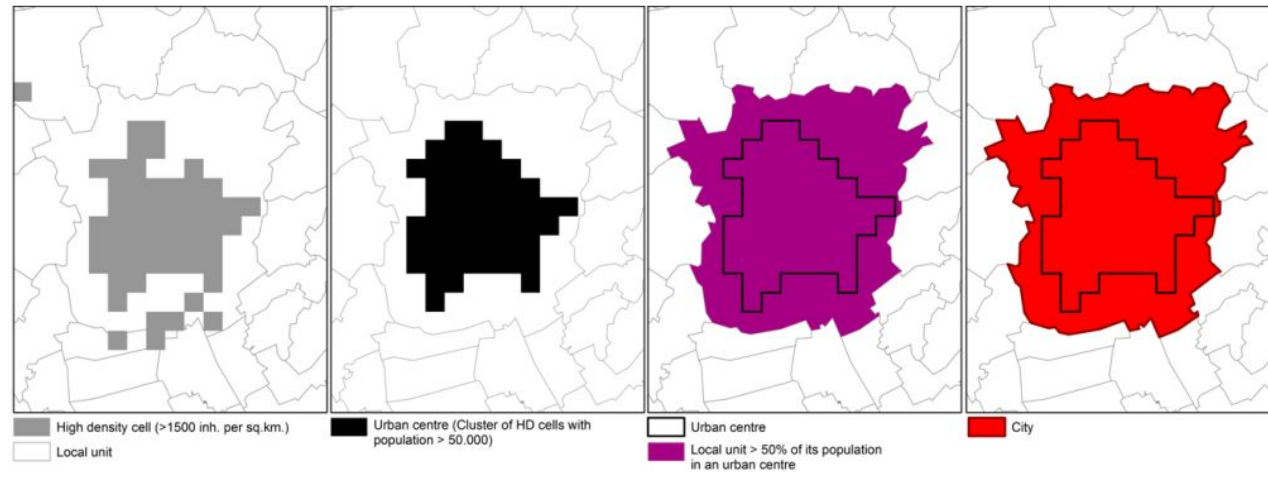 High density cell (>1500 inh. per sq.km.)
Local unit
Urban centre (Cluster of HD cells with
population > 50.000)
Urban centre
Local unit > 50% of its population
in an urban centre
City